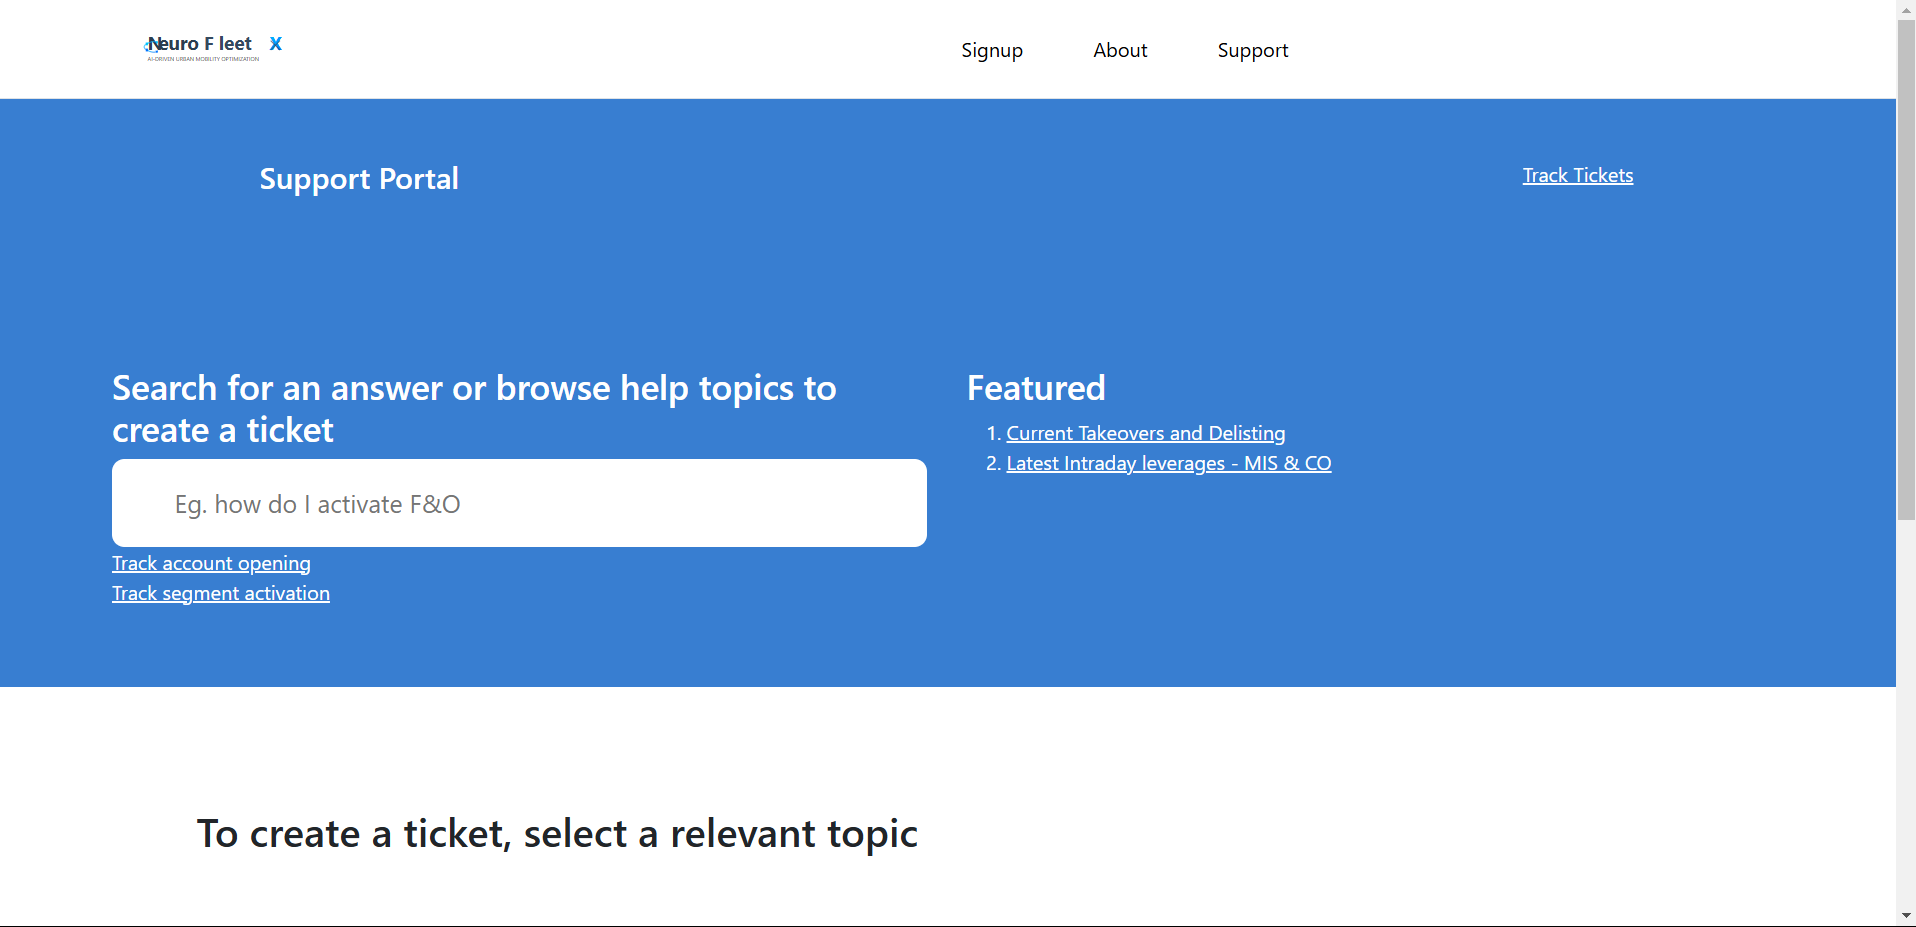 Neuro F leet X
AI-DRIVEN URBAN MOBILITY OPTIMIZATION
Signup
About
Support
Support Portal
Track Tickets
Search for an answer or browse help topics to
create a ticket
Eg. how do I activate F&O
Track account opening
Track segment activation
Featured
1. Current Takeovers and Delisting
2. Latest Intraday leverages - MIS & CO
To create a ticket, select a relevant topic